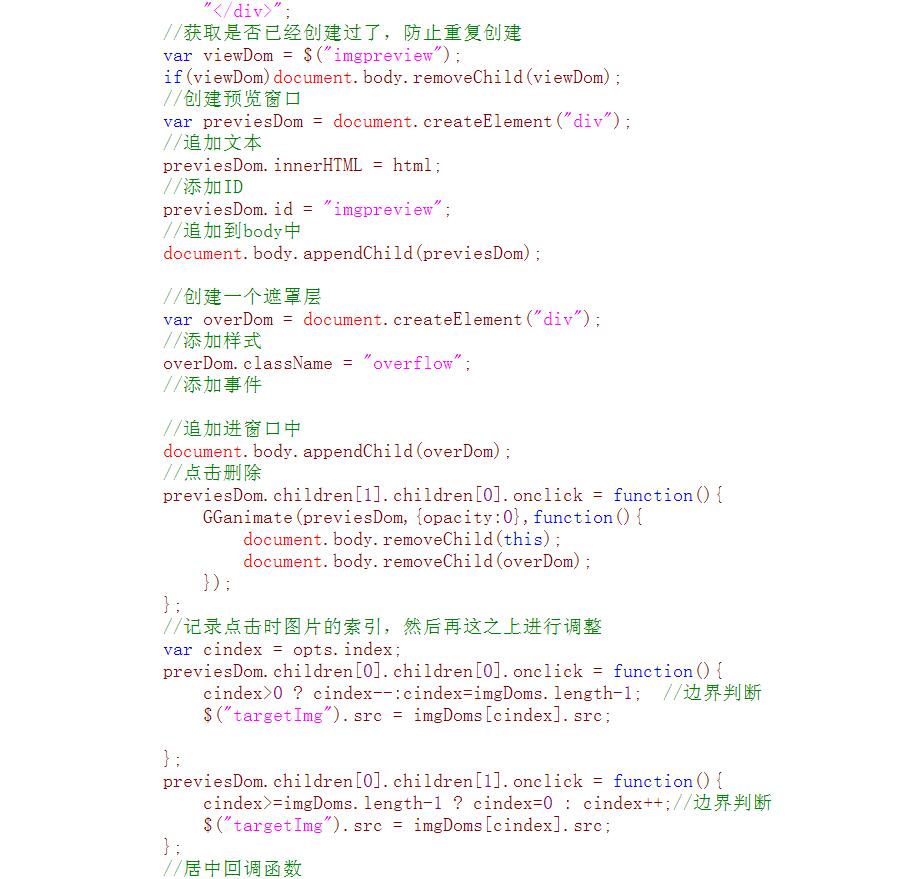 "</div>";
//获取是否已经创建过了，防止重复创建
var viewDom = $("imgpreview");
if(viewDom)document.body.removeChild(viewDom);
//创建预览窗口
var previesDom = document.createElement("div");
//追加文本
previesDom.innerHTML = html;
//添加ID
previesDom.id = "imgpreview";
//追加到body中
document.body.appendChild(previesDom);
//创建一个遮罩层
var overDom = document.createElement("div");
//添加样式
overDom.className = "overflow";
//添加事件
//追加进窗口中
document.body.appendChild(overDom);
//点击删除
previesDom.children[1].children[0].onclick = function(){
GGanimate(previesDom,{opacity:0},function(){
document.body.removeChild(this);
document.body.removeChild(overDom);
});
};
//记录点击时图片的索引，然后再这之上进行调整
var cindex = opts.index;
previesDom.children[0].children[0].onclick = function(){
cindex>0 ? cindex--:cindex=imgDoms.length-1;  //边界判断
$("targetImg").src = imgDoms[cindex].src;
};
previesDom.children[0].children[1].onclick = function(){
cindex>=imgDoms.length-1 ? cindex=0 : cindex++;//边界判断
$("targetImg").src = imgDoms[cindex].src;
};
//居中回调函数